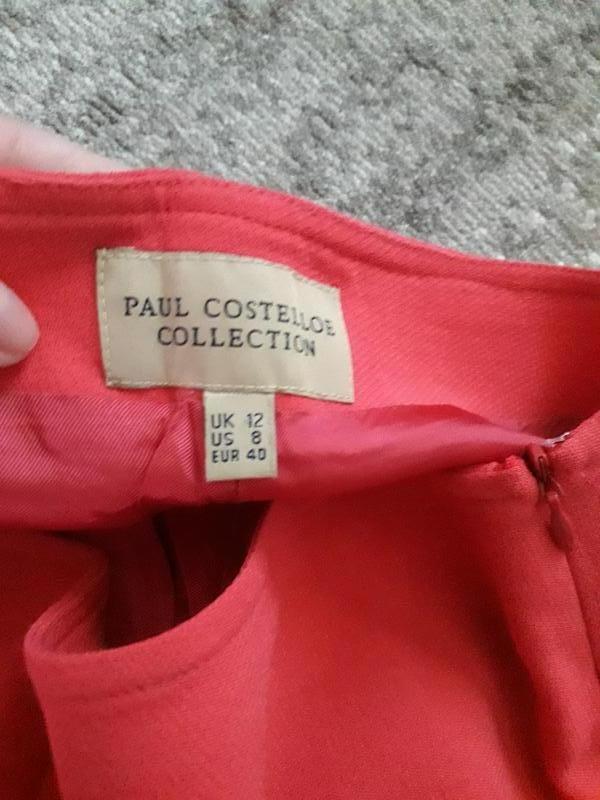 PAUL COSTELLOE
COLLECTION
UK 12
US 8
EUR 40